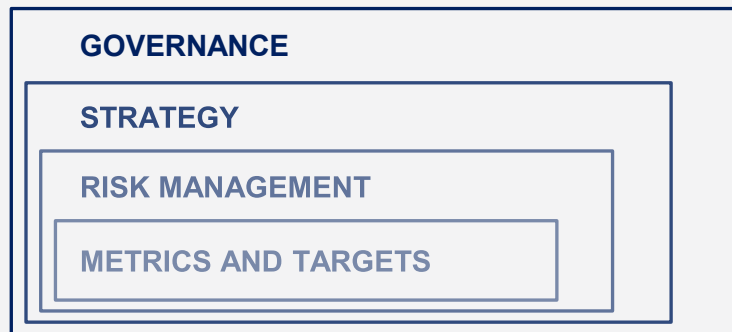 GOVERNANCE
STRATEGY
RISK MANAGEMENT
METRICS AND TARGETS